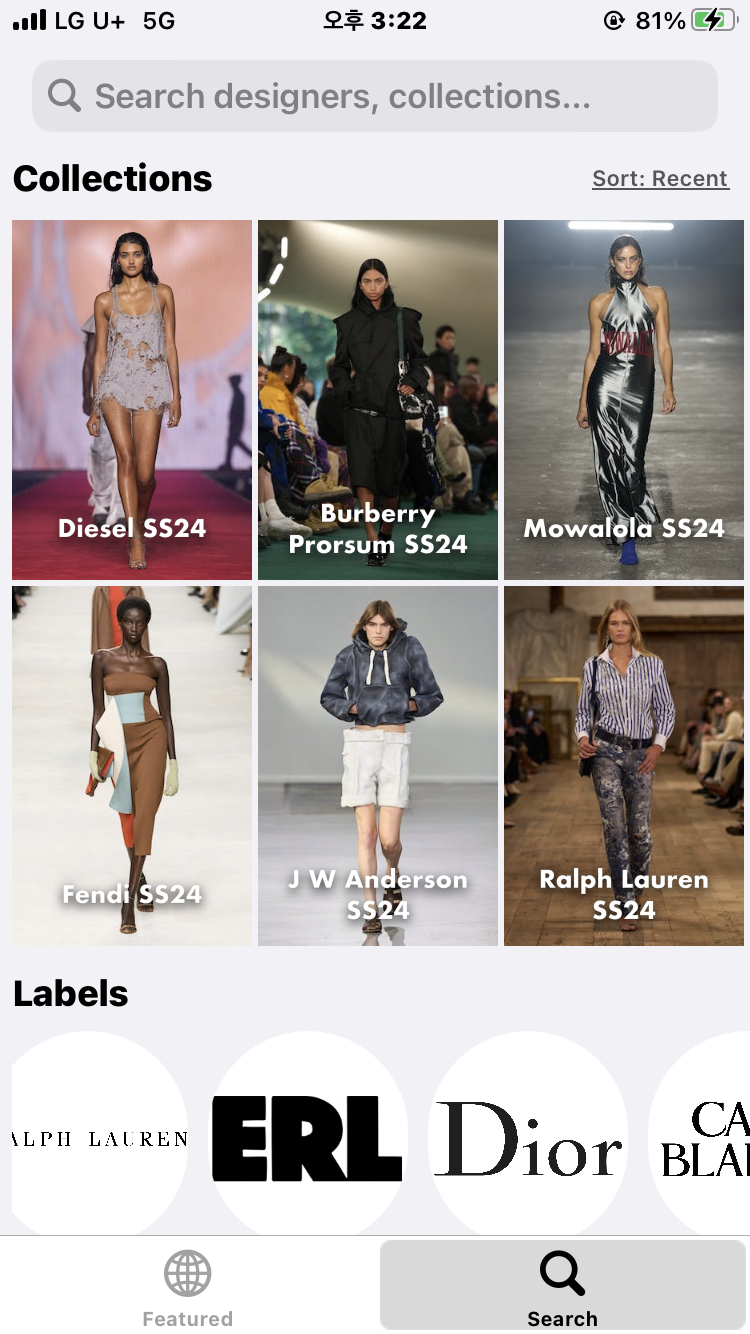 LG U+ 5G 오후 3:22 81%
Search designers, collections...
Collections Sort: Recent
Diesel SS24
Burberry
Prorsum SS24
Mowalola SS24
Fendi SS24
J W Anderson
SS24
Ralph Lauren
SS24
Labels
ALPH LAUREN
ERL
Dior
CA
BLA
Featured
Search